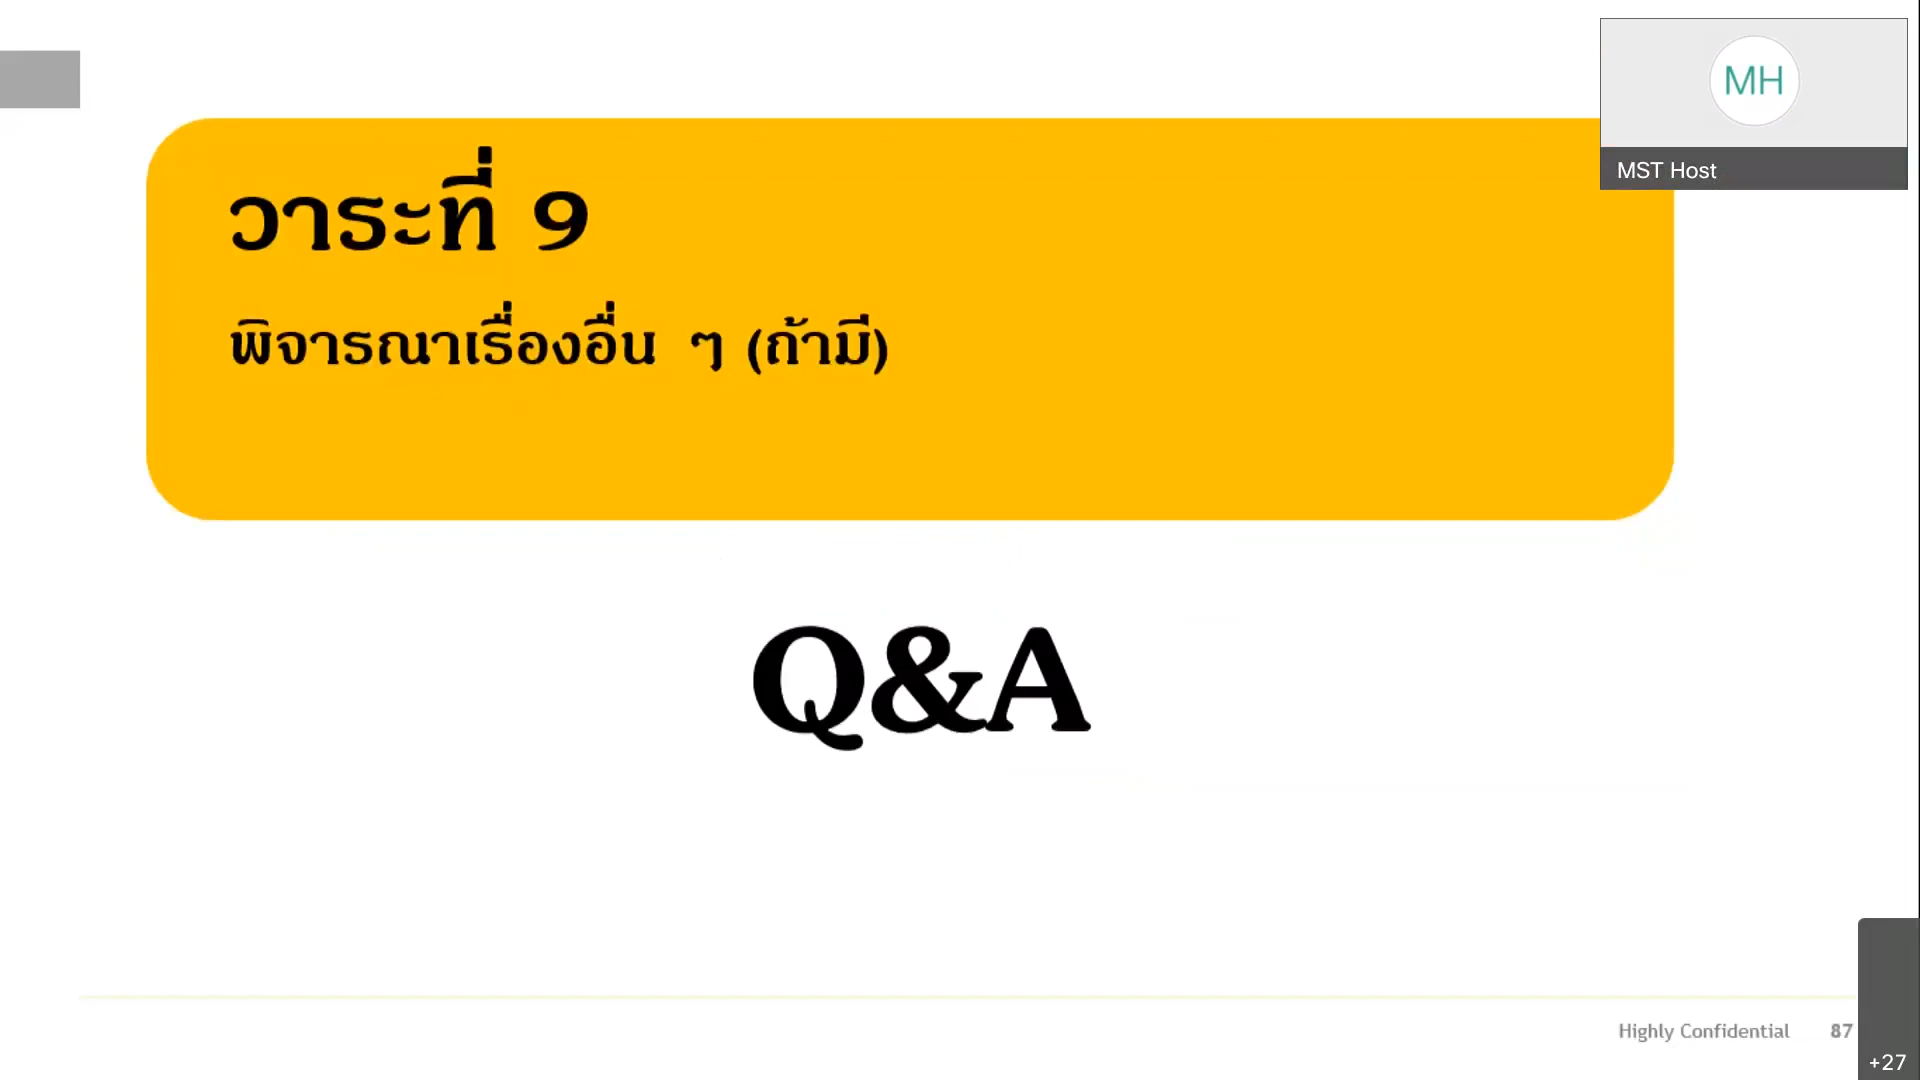 MH
MST Host
วาระที่ 9
พิจารณาเรื่องอื่น ๆ (ถ้ามี)
Q&A
Highly Confidential 87
+27